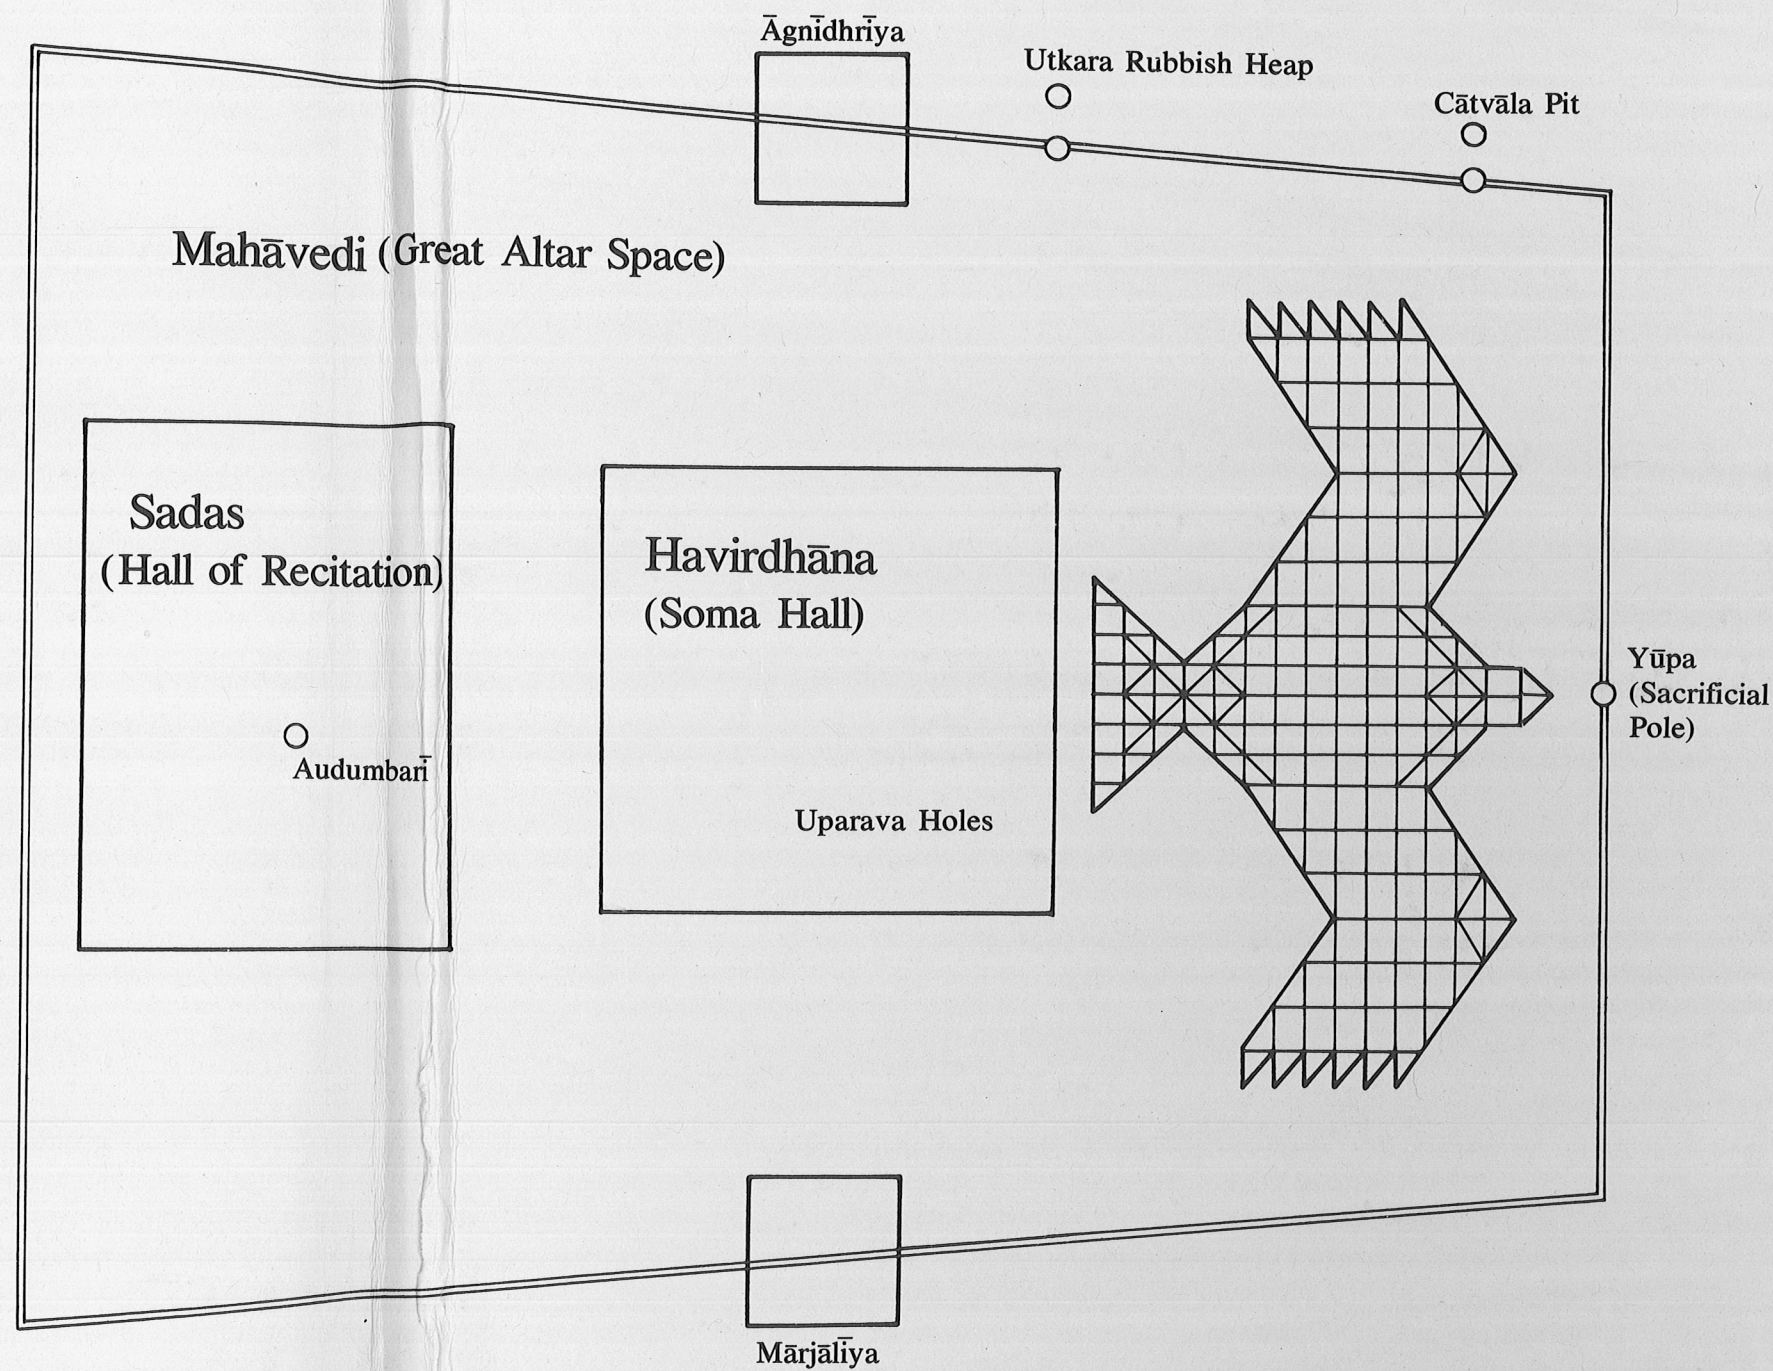 Āgnīdhrīya
Utkara Rubbish Heap
Cātvāla Pit
Mahāvedi (Great Altar Space)
Sadas
(Hall of Recitation)
Havirdhāna
(Soma Hall)
Yūpa
(Sacrificial
Pole)
Audumbarī
Uparava Holes
Mārjālīya